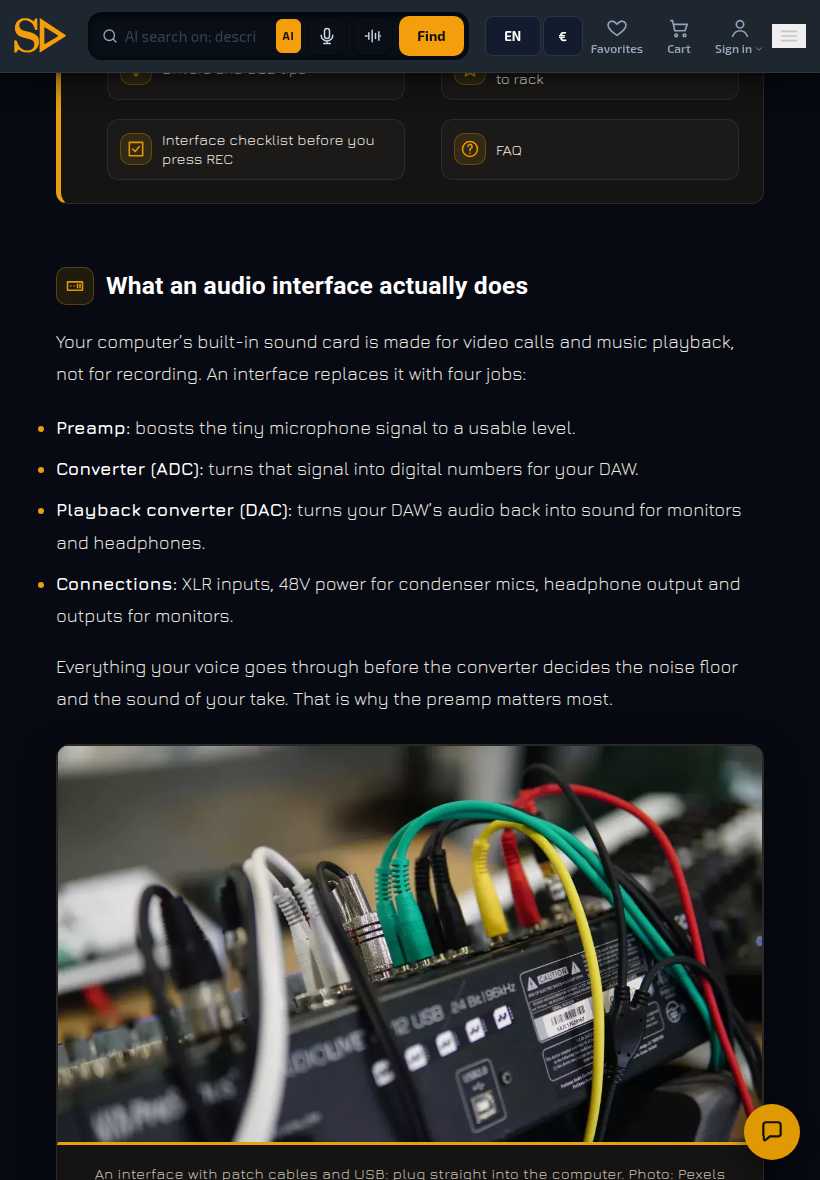 SD
AI search on: descri
AI
Find
EN
€
Favorites
Cart
Sign in
to rack
Interface checklist before you
press REC
FAQ
What an audio interface actually does
Your computer's built-in sound card is made for video calls and music playback,
not for recording. An interface replaces it with four jobs:
Preamp: boosts the tiny microphone signal to a usable level.
Converter (ADC): turns that signal into digital numbers for your DAW.
Playback converter (DAC): turns your DAW's audio back into sound for monitors
and headphones.
Connections: XLR inputs, 48V power for condenser mics, headphone output and
outputs for monitors.
Everything your voice goes through before the converter decides the noise floor
and the sound of your take. That is why the preamp matters most.
12 USB 24 Bit | 96kHz
CAUTION
USB2.0
An interface with patch cables and USB: plug straight into the computer. Photo: Pexels